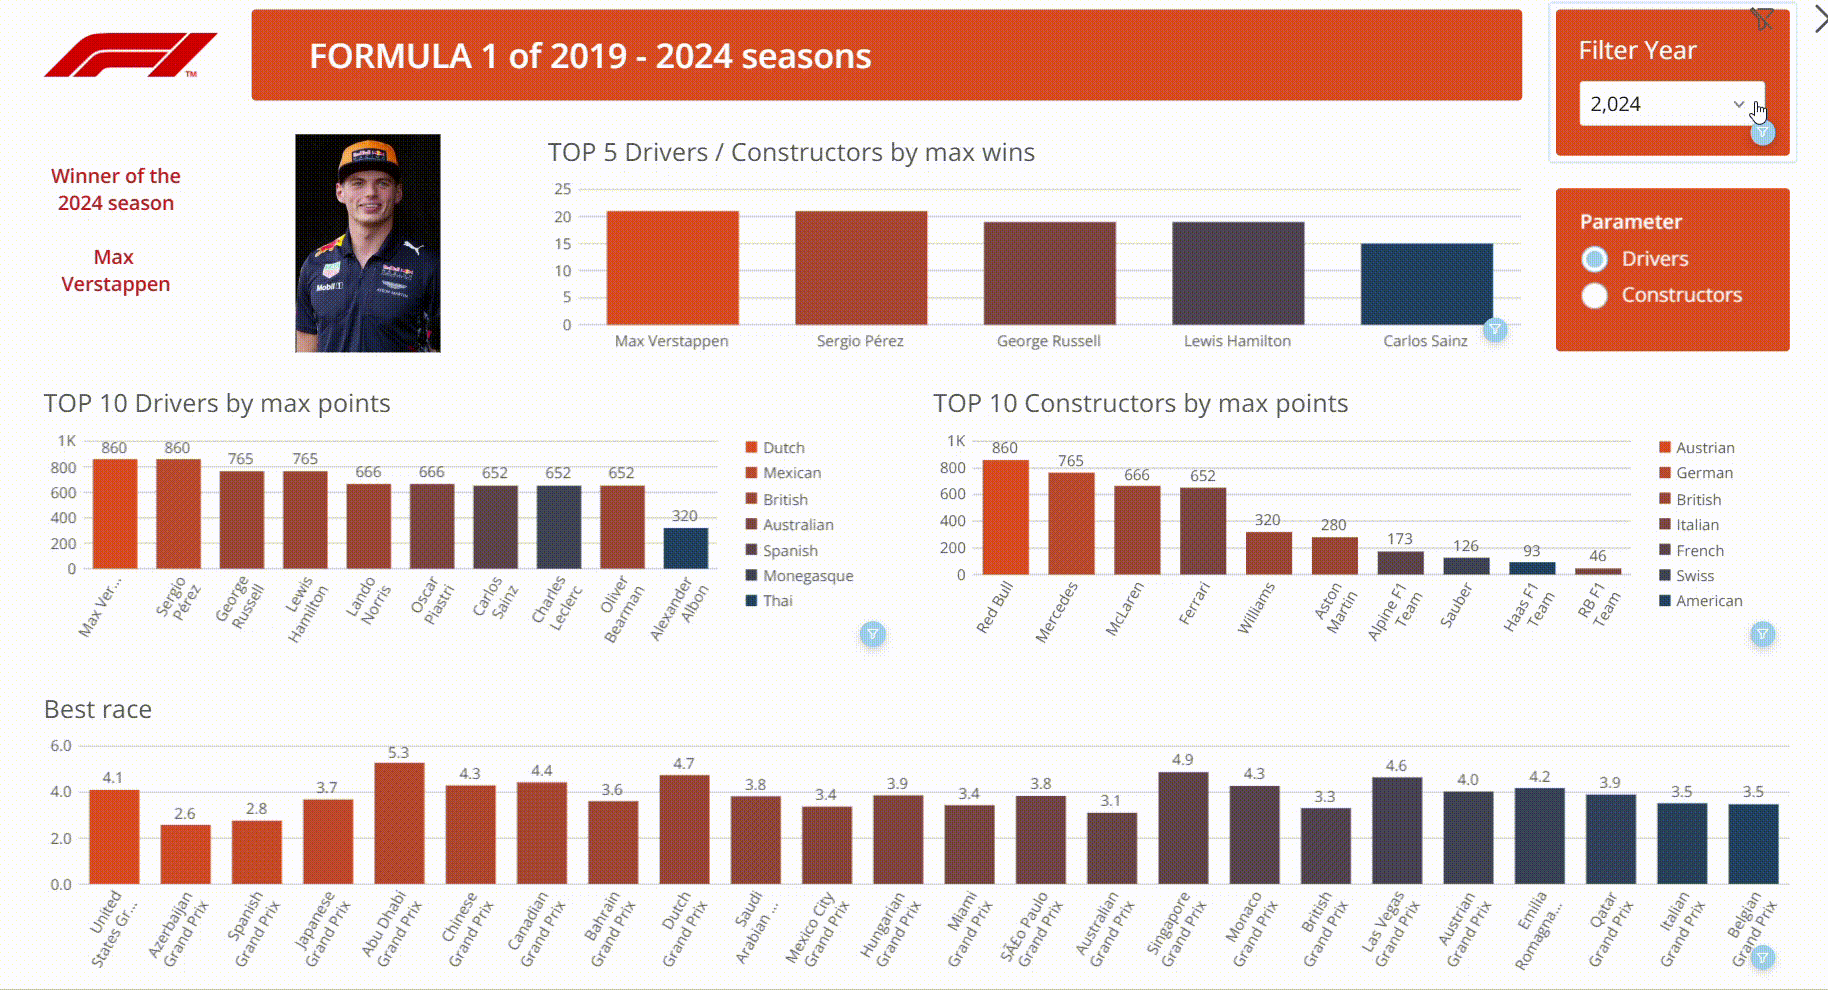 F1 TM
FORMULA 1 of 2019 - 2024 seasons
Filter Year
2,024
Winner of the
2024 season
Max
Verstappen
TOP 5 Drivers / Constructors by max wins
25
20
15
10
5
0
Max Verstappen
Sergio Pérez
George Russell
Lewis Hamilton
Carlos Sainz
Parameter
Drivers
Constructors
TOP 10 Drivers by max points
1K
800
600
400
200
0
860
860
765
765
666
666
652
652
652
320
Max Ver...
Sergio
Pérez
George
Russell
Lewis
Hamilton
Lando
Norris
Oscar
Piastri
Carlos
Sainz
Charles
Leclerc
Oliver
Bearman
Alexander
Albon
Dutch
Mexican
British
Australian
Spanish
Monegasque
Thai
TOP 10 Constructors by max points
1K
800
600
400
200
0
860
765
666
652
320
280
173
126
93
46
Red Bull
Mercedes
McLaren
Ferrari
Williams
Aston
Martin
Alpine F1
Team
Sauber
Haas F1
Team
RB F1
Team
Austrian
German
British
Italian
French
Swiss
American
Best race
6.0
4.0
2.0
0.0
4.1
2.6
2.8
3.7
5.3
4.3
4.4
3.6
4.7
3.8
3.4
3.9
3.4
3.8
3.1
4.9
4.3
3.3
4.6
4.0
4.2
3.9
3.5
3.5
United
States Gr...
Azerbaijan
Grand Prix
Spanish
Grand Prix
Japanese
Grand Prix
Abu Dhabi
Grand Prix
Chinese
Grand Prix
Canadian
Grand Prix
Bahrain
Grand Prix
Dutch
Grand Prix
Saudi
Arabian ...
Mexico City
Grand Prix
Hungarian
Grand Prix
Miami
Grand Prix
SÃ£o Paulo
Grand Prix
Australian
Grand Prix
Singapore
Grand Prix
Monaco
Grand Prix
British
Grand Prix
Las Vegas
Grand Prix
Austrian
Grand Prix
Emilia
Romagna...
Qatar
Grand Prix
Italian
Grand Prix
Belgian
Grand Prix